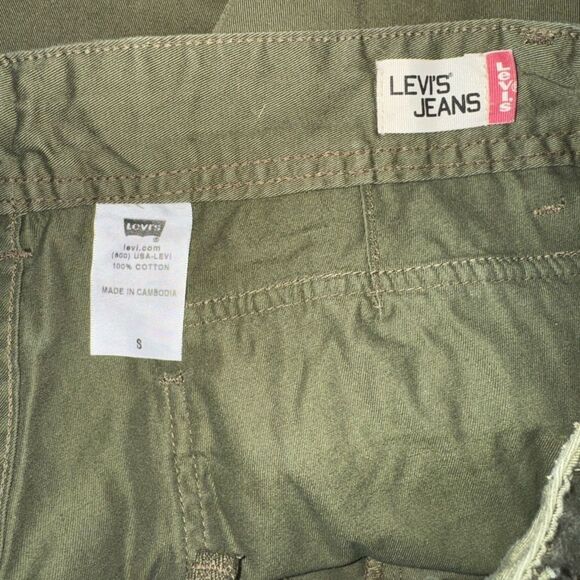 LEVI'S®
JEANS
Levi's
Levi's
®
levi.com
(800) USA-LEVI
100% COTTON
MADE IN CAMBODIA
S